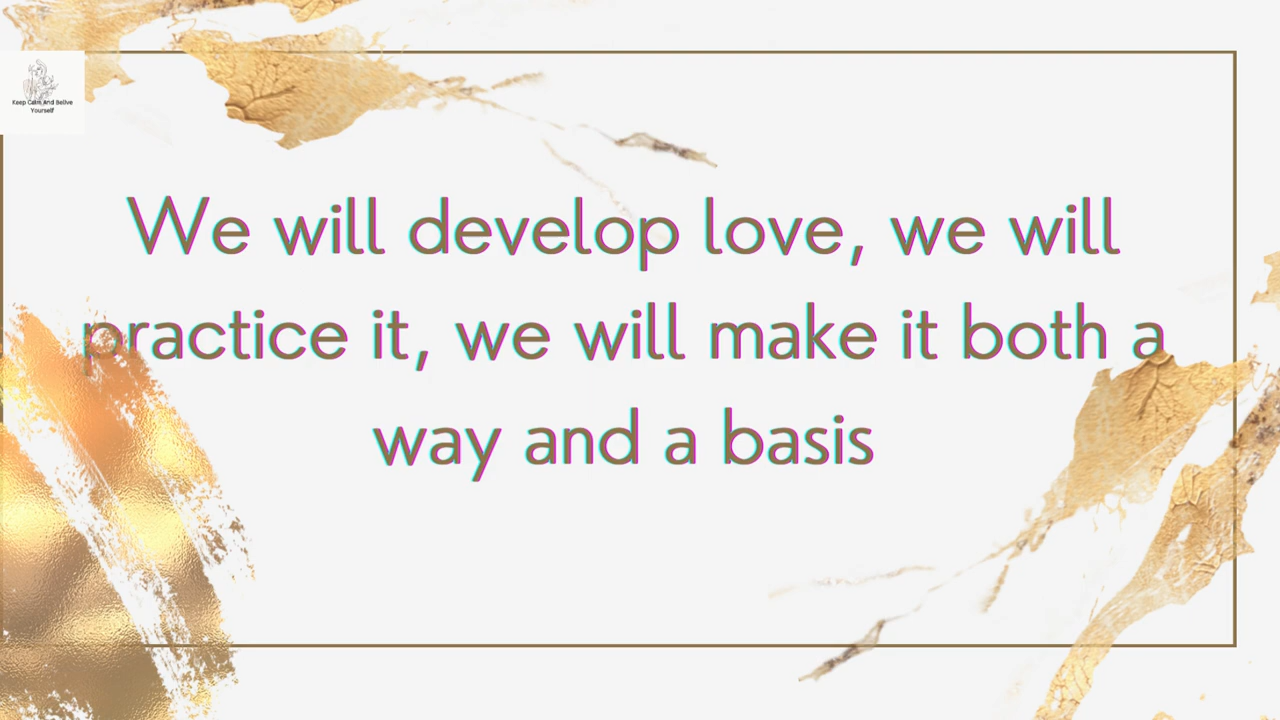 Keep Calm And Belive
Yourself
We will develop love, we will
practice it, we will make it both a
way and a basis